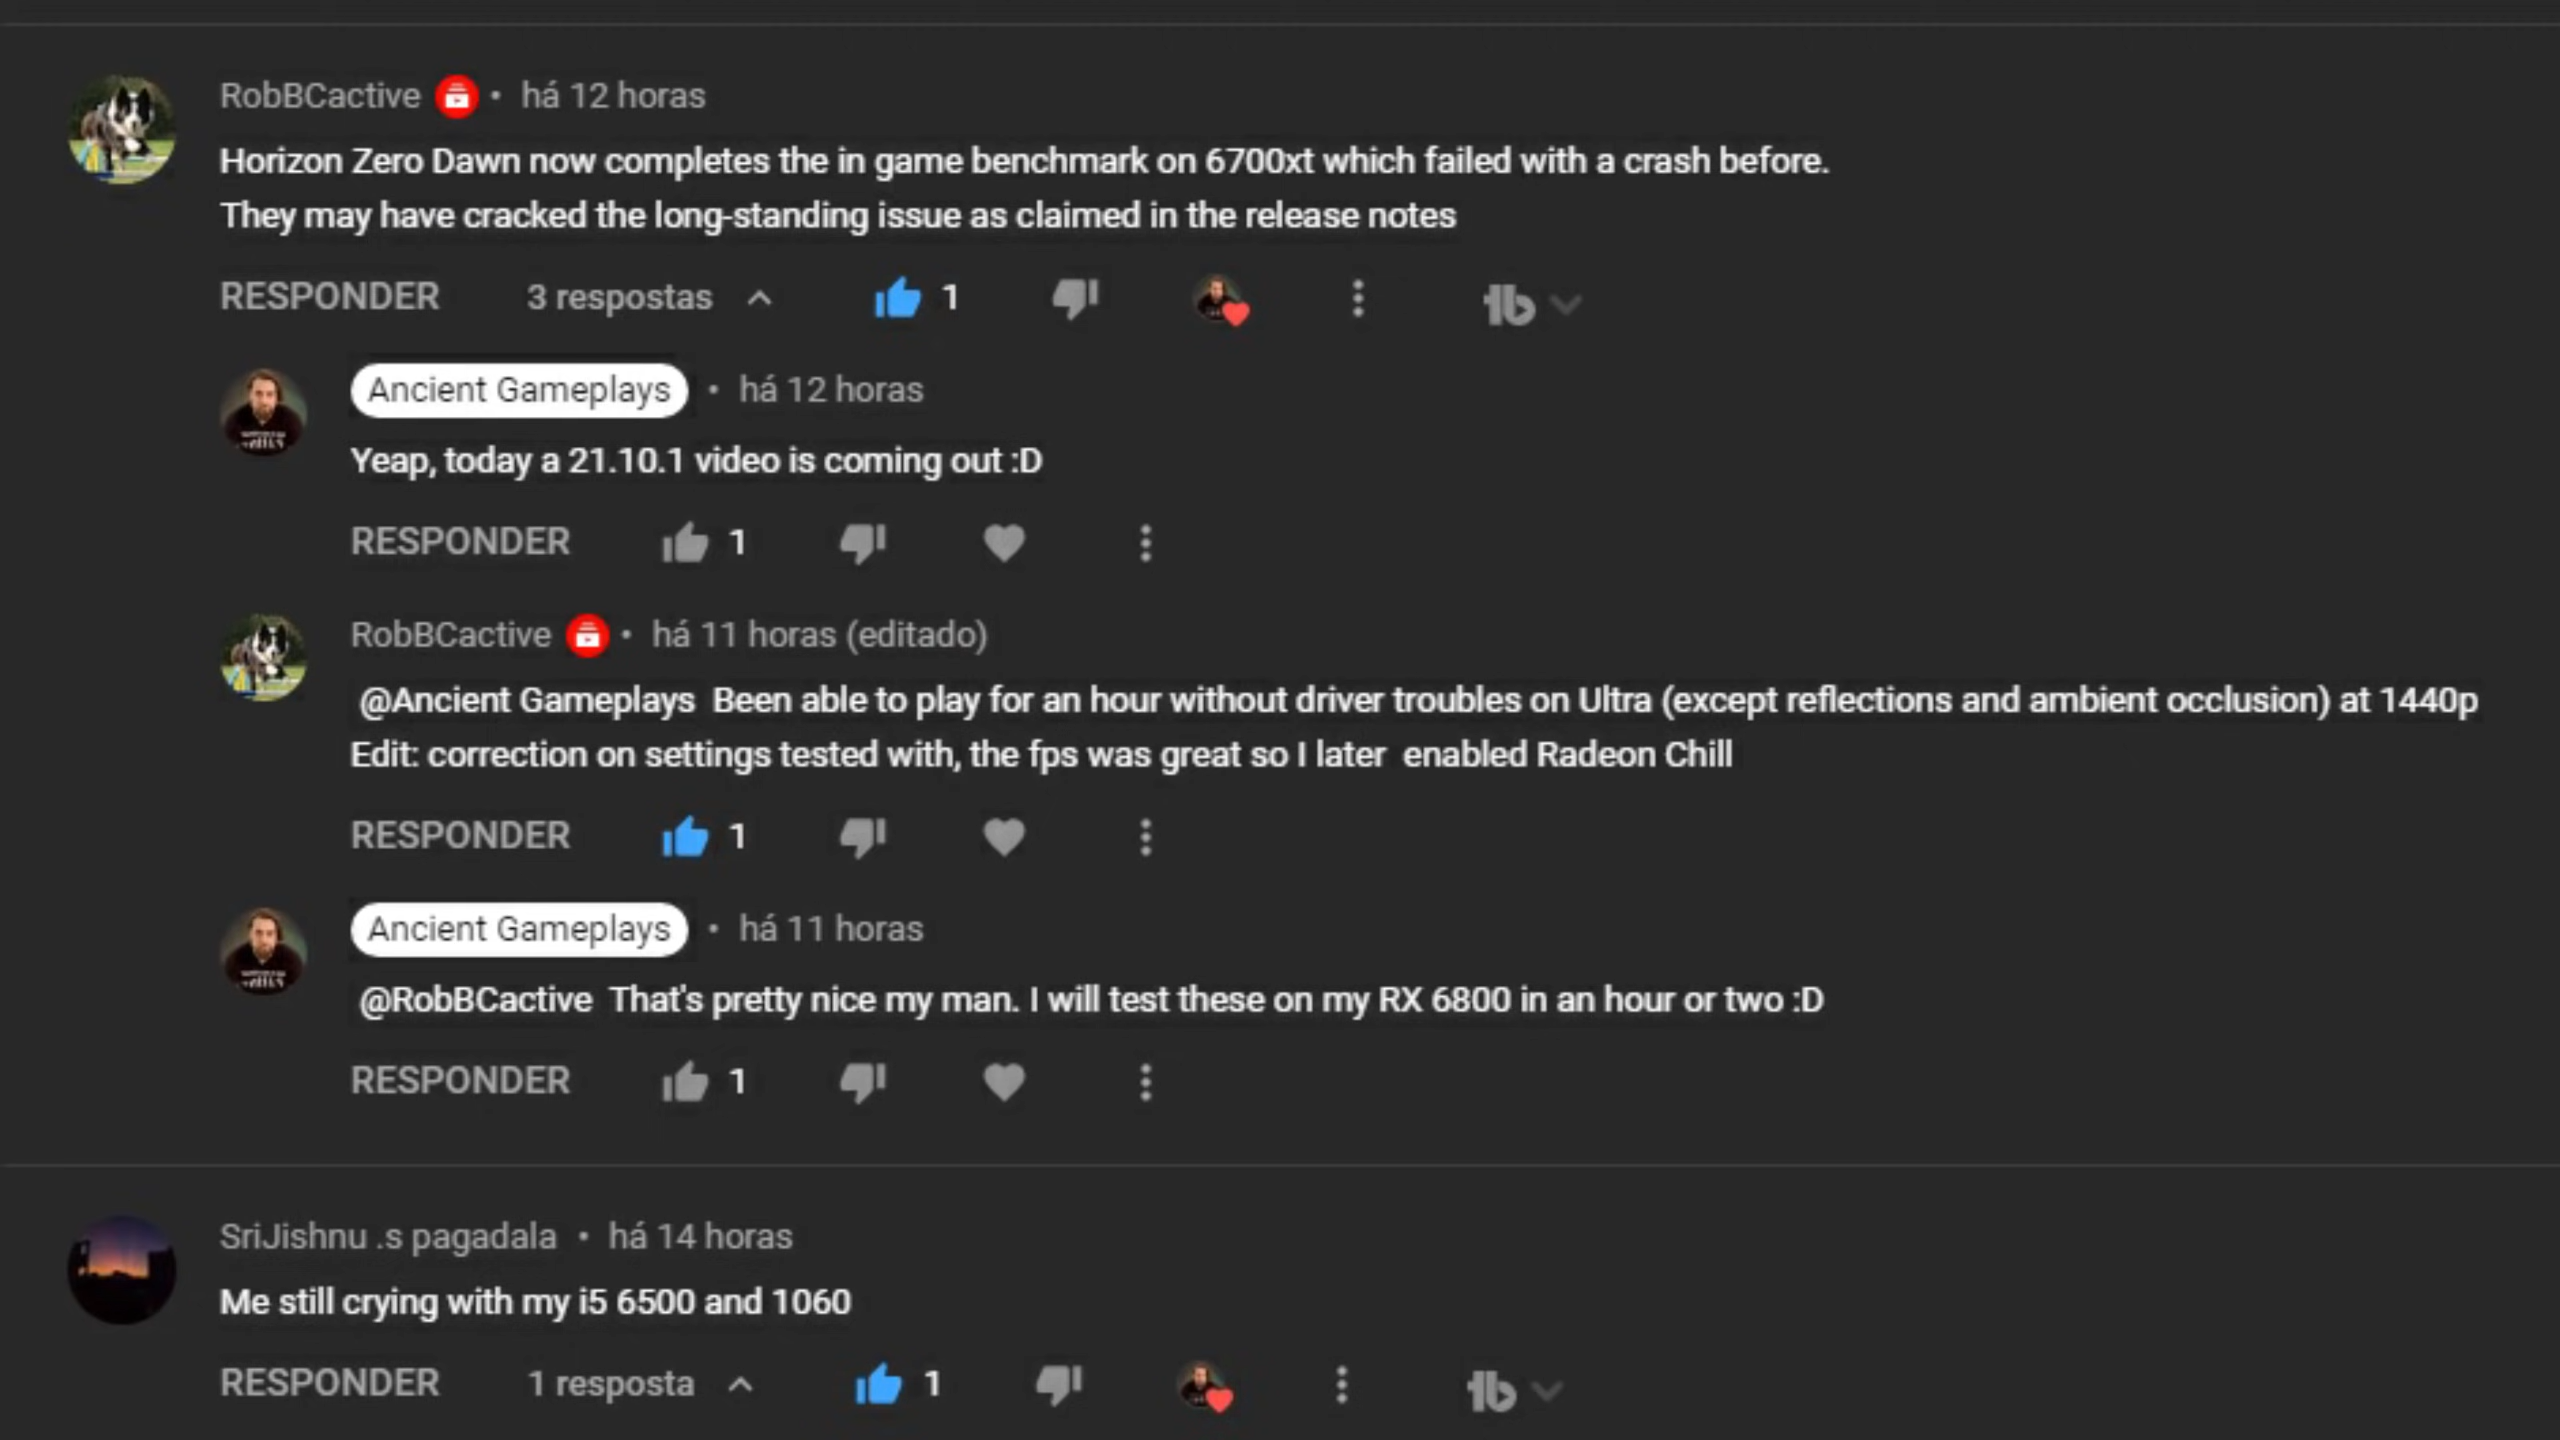 RobBCactive • há 12 horas
Horizon Zero Dawn now completes the in game benchmark on 6700xt which failed with a crash before.
They may have cracked the long-standing issue as claimed in the release notes
RESPONDER 3 respostas 1
Ancient Gameplays • há 12 horas
Yeap, today a 21.10.1 video is coming out :D
RESPONDER 1
RobBCactive • há 11 horas (editado)
@Ancient Gameplays Been able to play for an hour without driver troubles on Ultra (except reflections and ambient occlusion) at 1440p
Edit: correction on settings tested with, the fps was great so I later enabled Radeon Chill
RESPONDER 1
Ancient Gameplays • há 11 horas
@RobBCactive That's pretty nice my man. I will test these on my RX 6800 in an hour or two :D
RESPONDER 1
SriJishnu .s pagadala • há 14 horas
Me still crying with my i5 6500 and 1060
RESPONDER 1 resposta 1